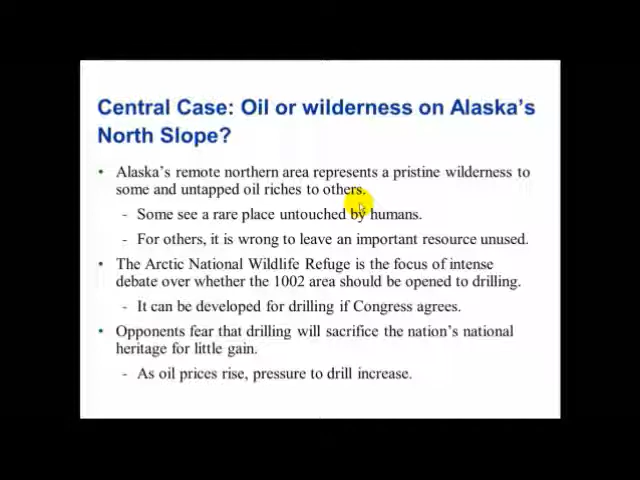 Central Case: Oil or wilderness on Alaska's
North Slope?
• Alaska's remote northern area represents a pristine wilderness to
some and untapped oil riches to others.
- Some see a rare place untouched by humans.
- For others, it is wrong to leave an important resource unused.
• The Arctic National Wildlife Refuge is the focus of intense
debate over whether the 1002 area should be opened to drilling.
- It can be developed for drilling if Congress agrees.
• Opponents fear that drilling will sacrifice the nation's national
heritage for little gain.
- As oil prices rise, pressure to drill increase.